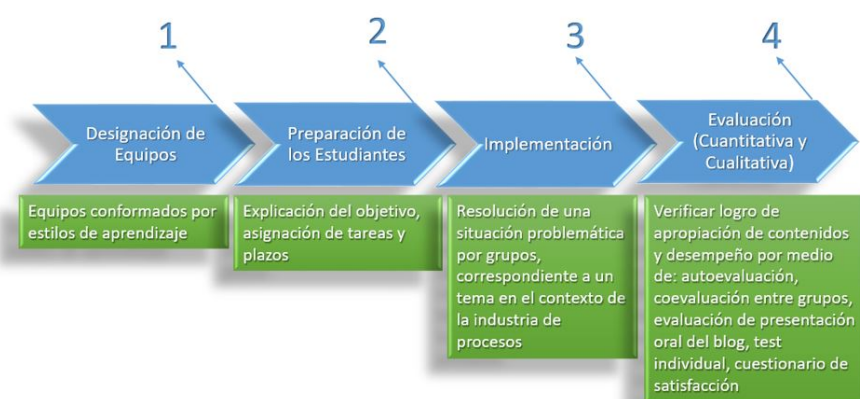 1
2
3
4
Designación de
Equipos
Preparación de
los Estudiantes
Implementación
Evaluación
(Cuantitativa y
Cualitativa)
Equipos conformados por
estilos de aprendizaje
Explicación del objetivo,
asignación de tareas y
plazos
Resolución de una
situación problemática
por grupos,
correspondiente a un
tema en el contexto de
la industria de
procesos
Verificar logro de
apropiación de contenidos
y desempeño por medio
de: autoevaluación,
coevaluación entre grupos,
evaluación de presentación
oral del blog, test
individual, cuestionario de
satisfacción